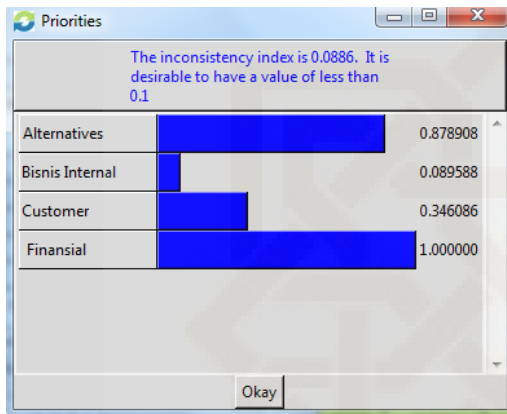 Priorities
The inconsistency index is 0.0886. It is
desirable to have a value of less than
0.1
Alternatives 0.878908
Bisnis Internal 0.089588
Customer 0.346086
Finansial 1.000000
Okay